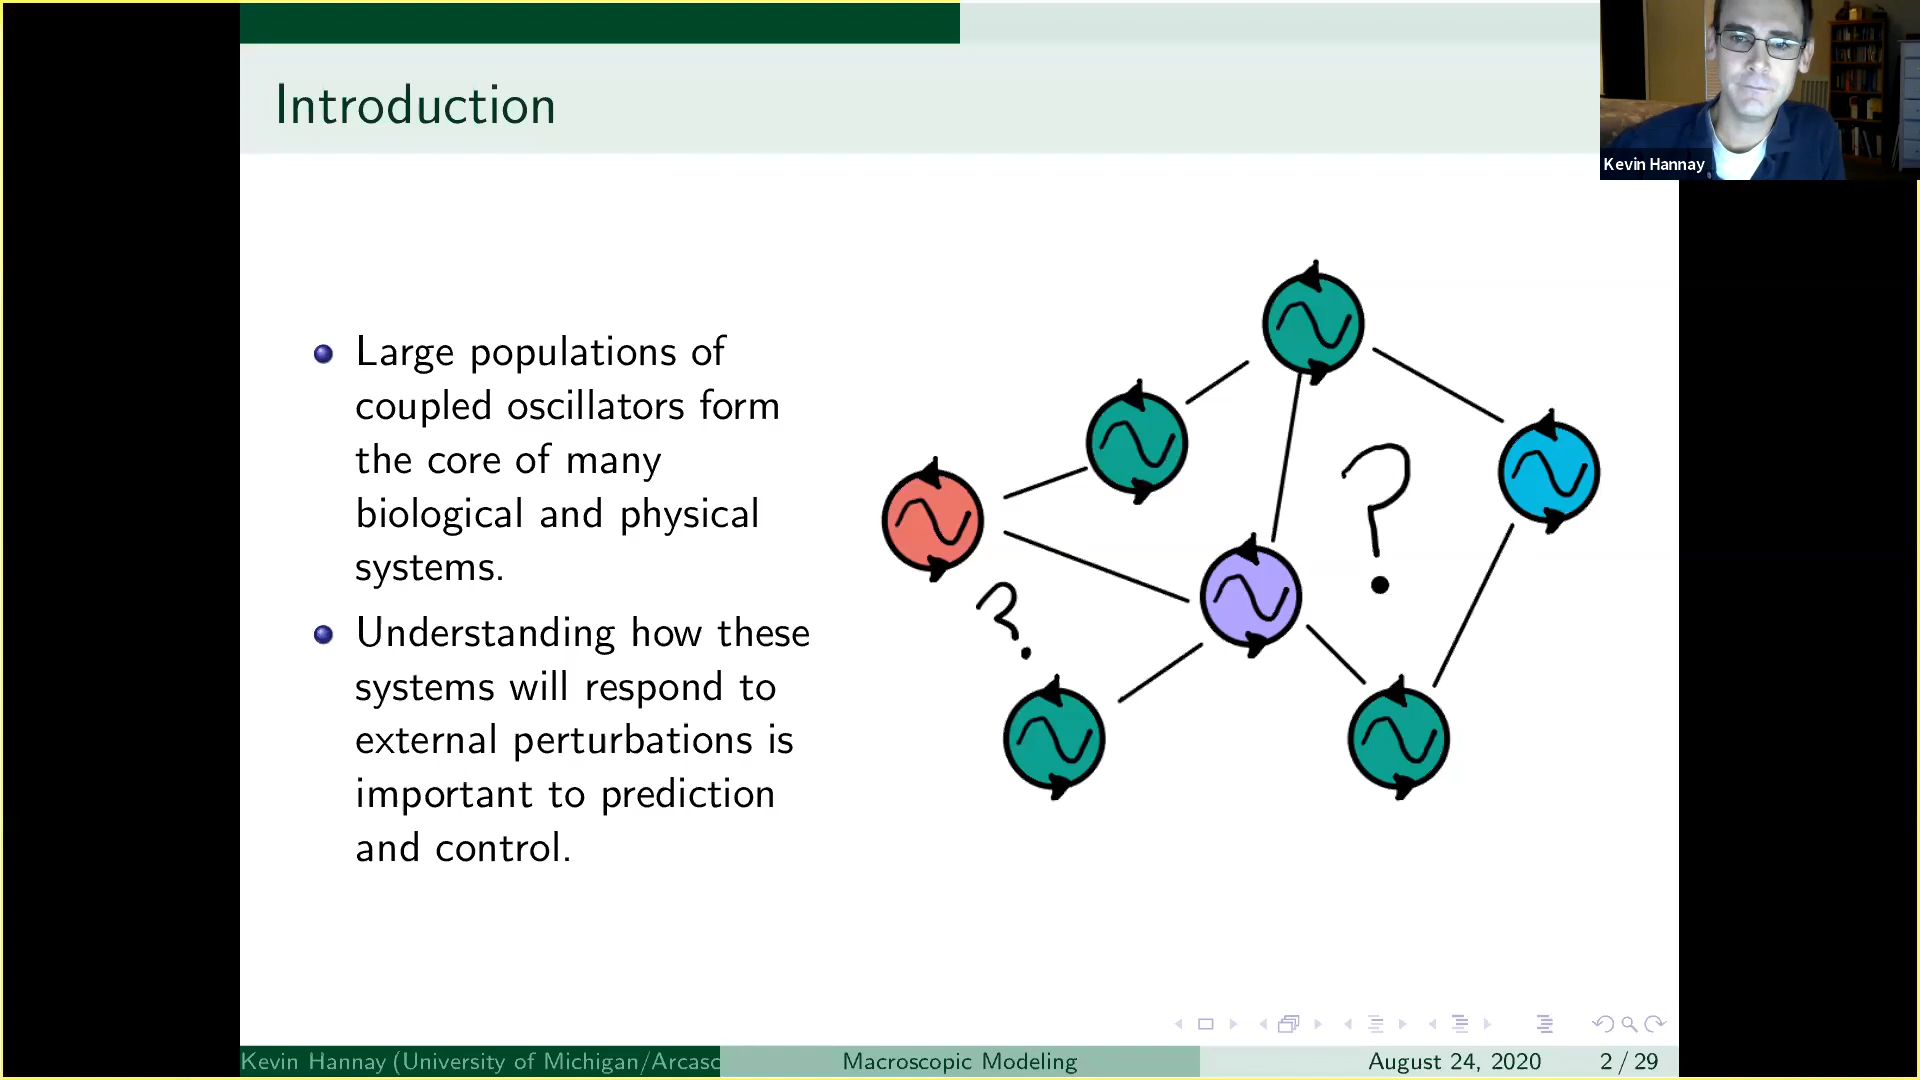 Introduction
Kevin Hannay
Large populations of
coupled oscillators form
the core of many
biological and physical
systems.
Understanding how these
systems will respond to
external perturbations is
important to prediction
and control.
?
?
Kevin Hannay (University of Michigan/Arcasc
Macroscopic Modeling
August 24, 2020
2 / 29